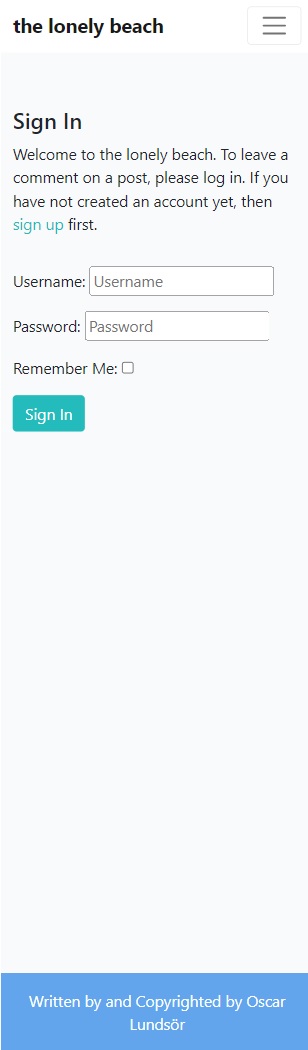 the lonely beach
Sign In
Welcome to the lonely beach. To leave a
comment on a post, please log in. If you
have not created an account yet, then
sign up first.
Username: Username
Password: Password
Remember Me:
Sign In
Written by and Copyrighted by Oscar
Lundsör